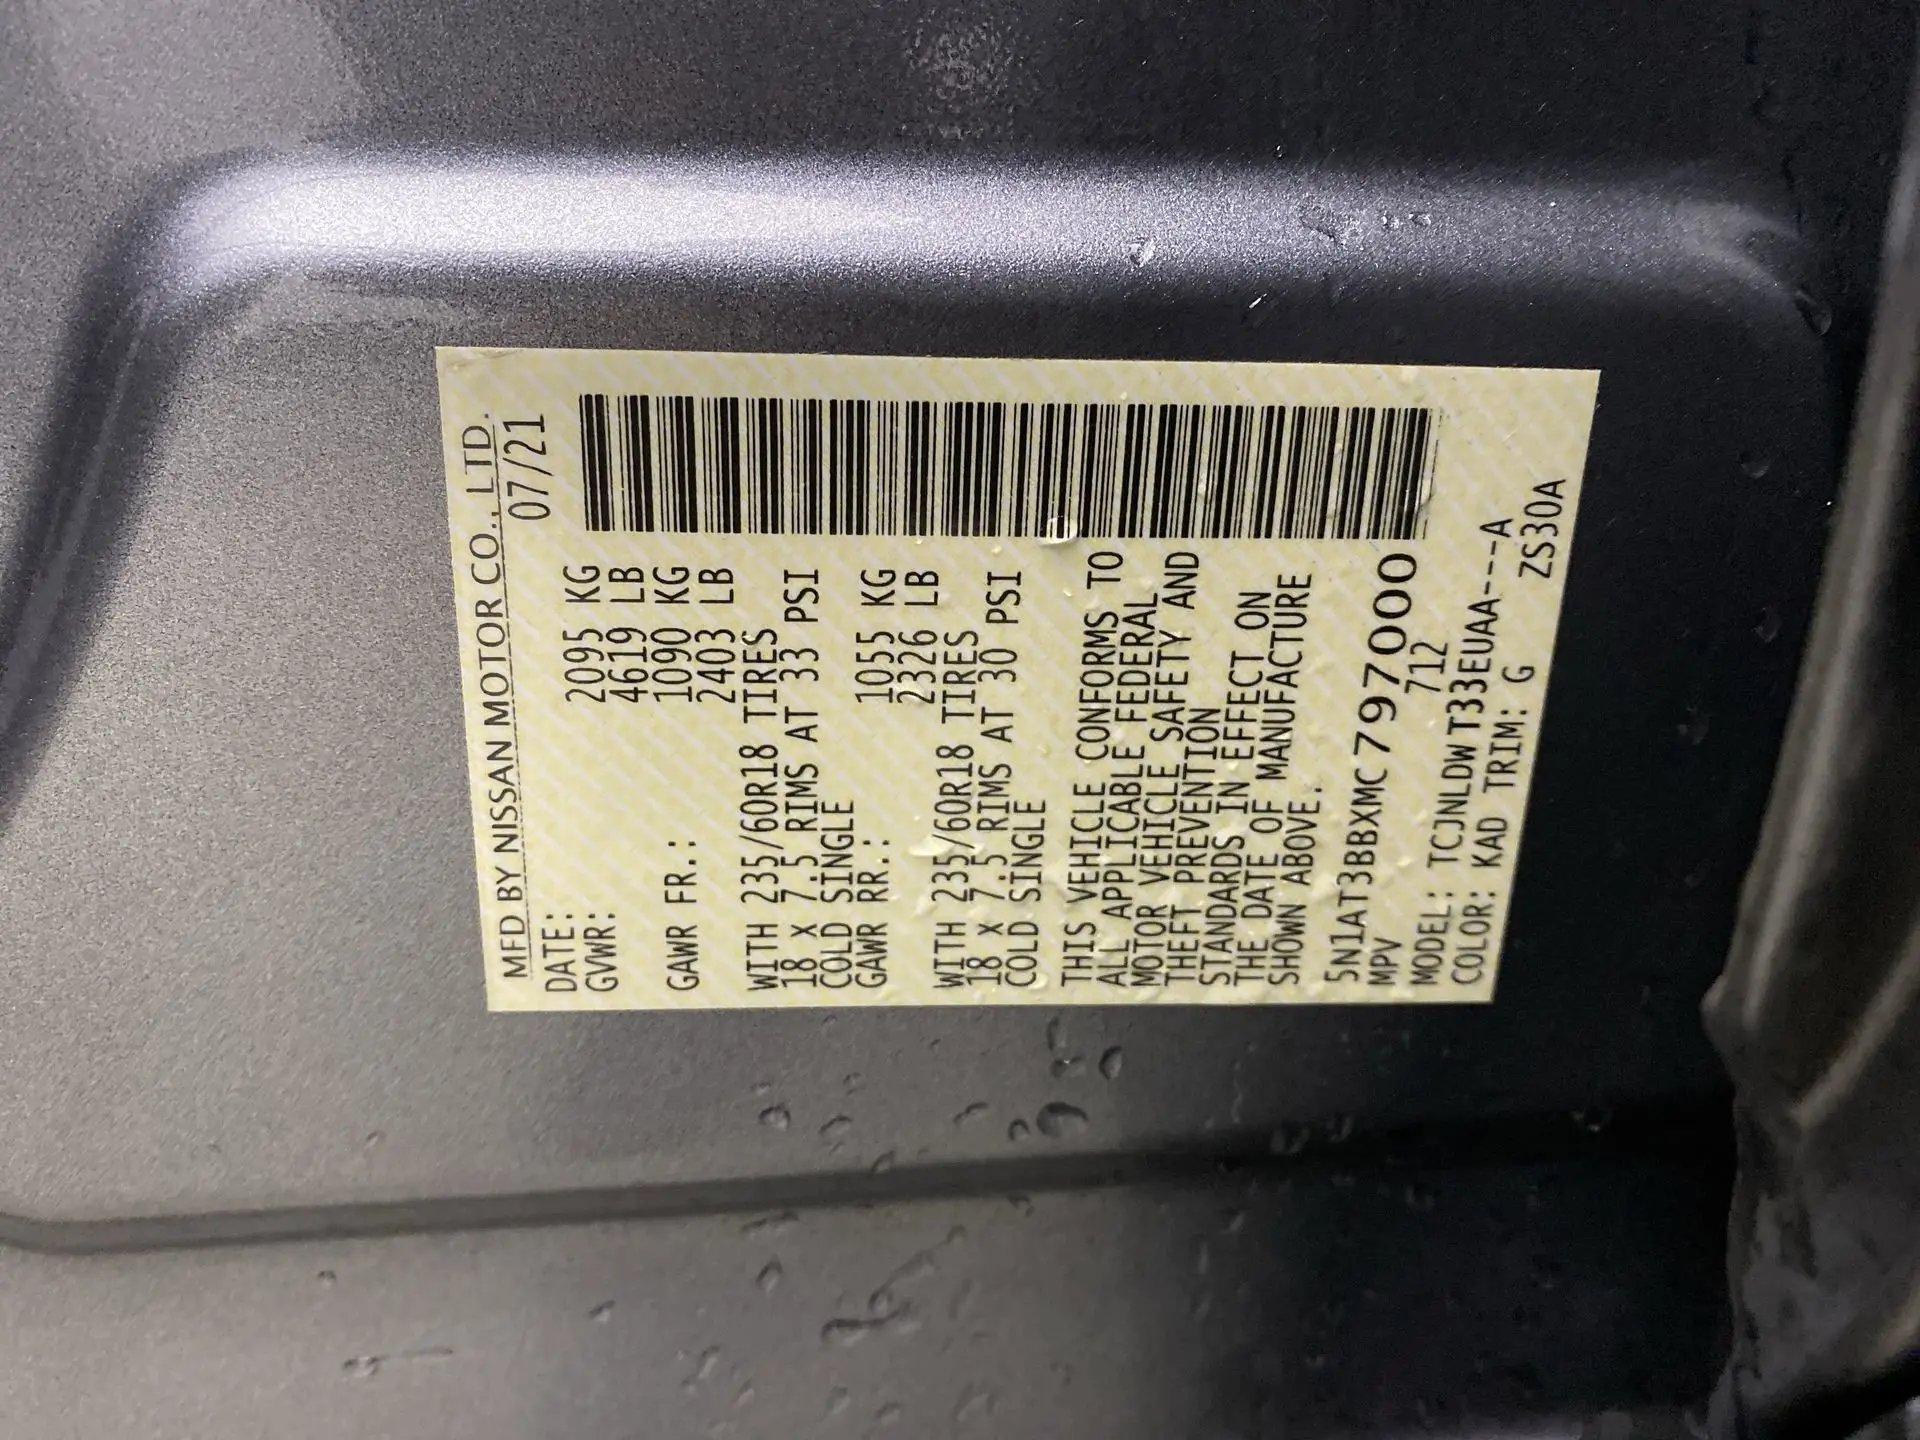 MFD BY NISSAN MOTOR CO., LTD.
DATE: 07/21
GVWR: 2095 KG
4619 LB
GAWR FR.: 1090 KG
2403 LB
WITH 235/60R18 TIRES
18 X 7.5 RIMS AT 33 PSI
COLD SINGLE
GAWR RR.: 1055 KG
2326 LB
WITH 235/60R18 TIRES
18 X 7.5 RIMS AT 30 PSI
COLD SINGLE
THIS VEHICLE CONFORMS TO
ALL APPLICABLE FEDERAL
MOTOR VEHICLE SAFETY AND
THEFT PREVENTION
STANDARDS IN EFFECT ON
THE DATE OF MANUFACTURE
SHOWN ABOVE.
5N1AT3BBXMC797000
MPV 712
MODEL: TCJNLDWT33EUAA---A
COLOR: KAD TRIM: G ZS30A